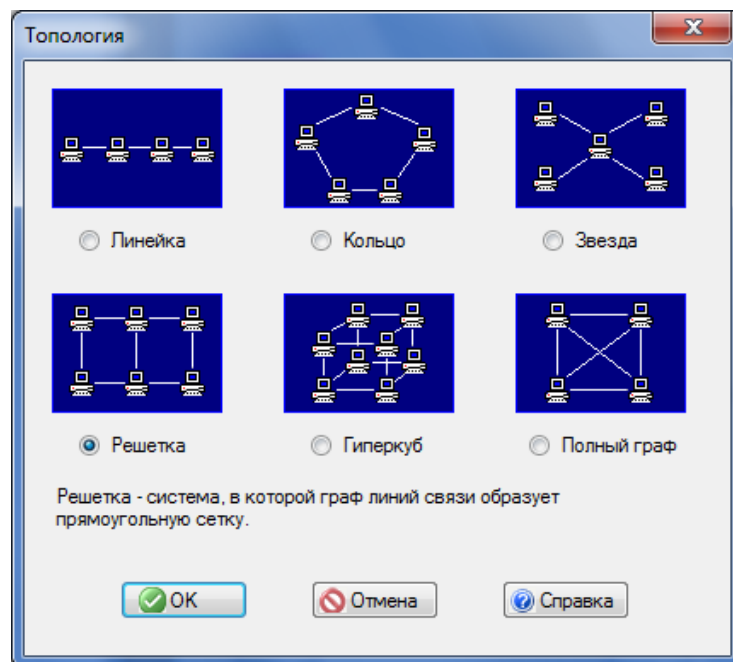 Топология
Линейка
Кольцо
Звезда
Решетка
Гиперкуб
Полный граф
Решетка - система, в которой граф линий связи образует
прямоугольную сетку.
OK
Отмена
Справка